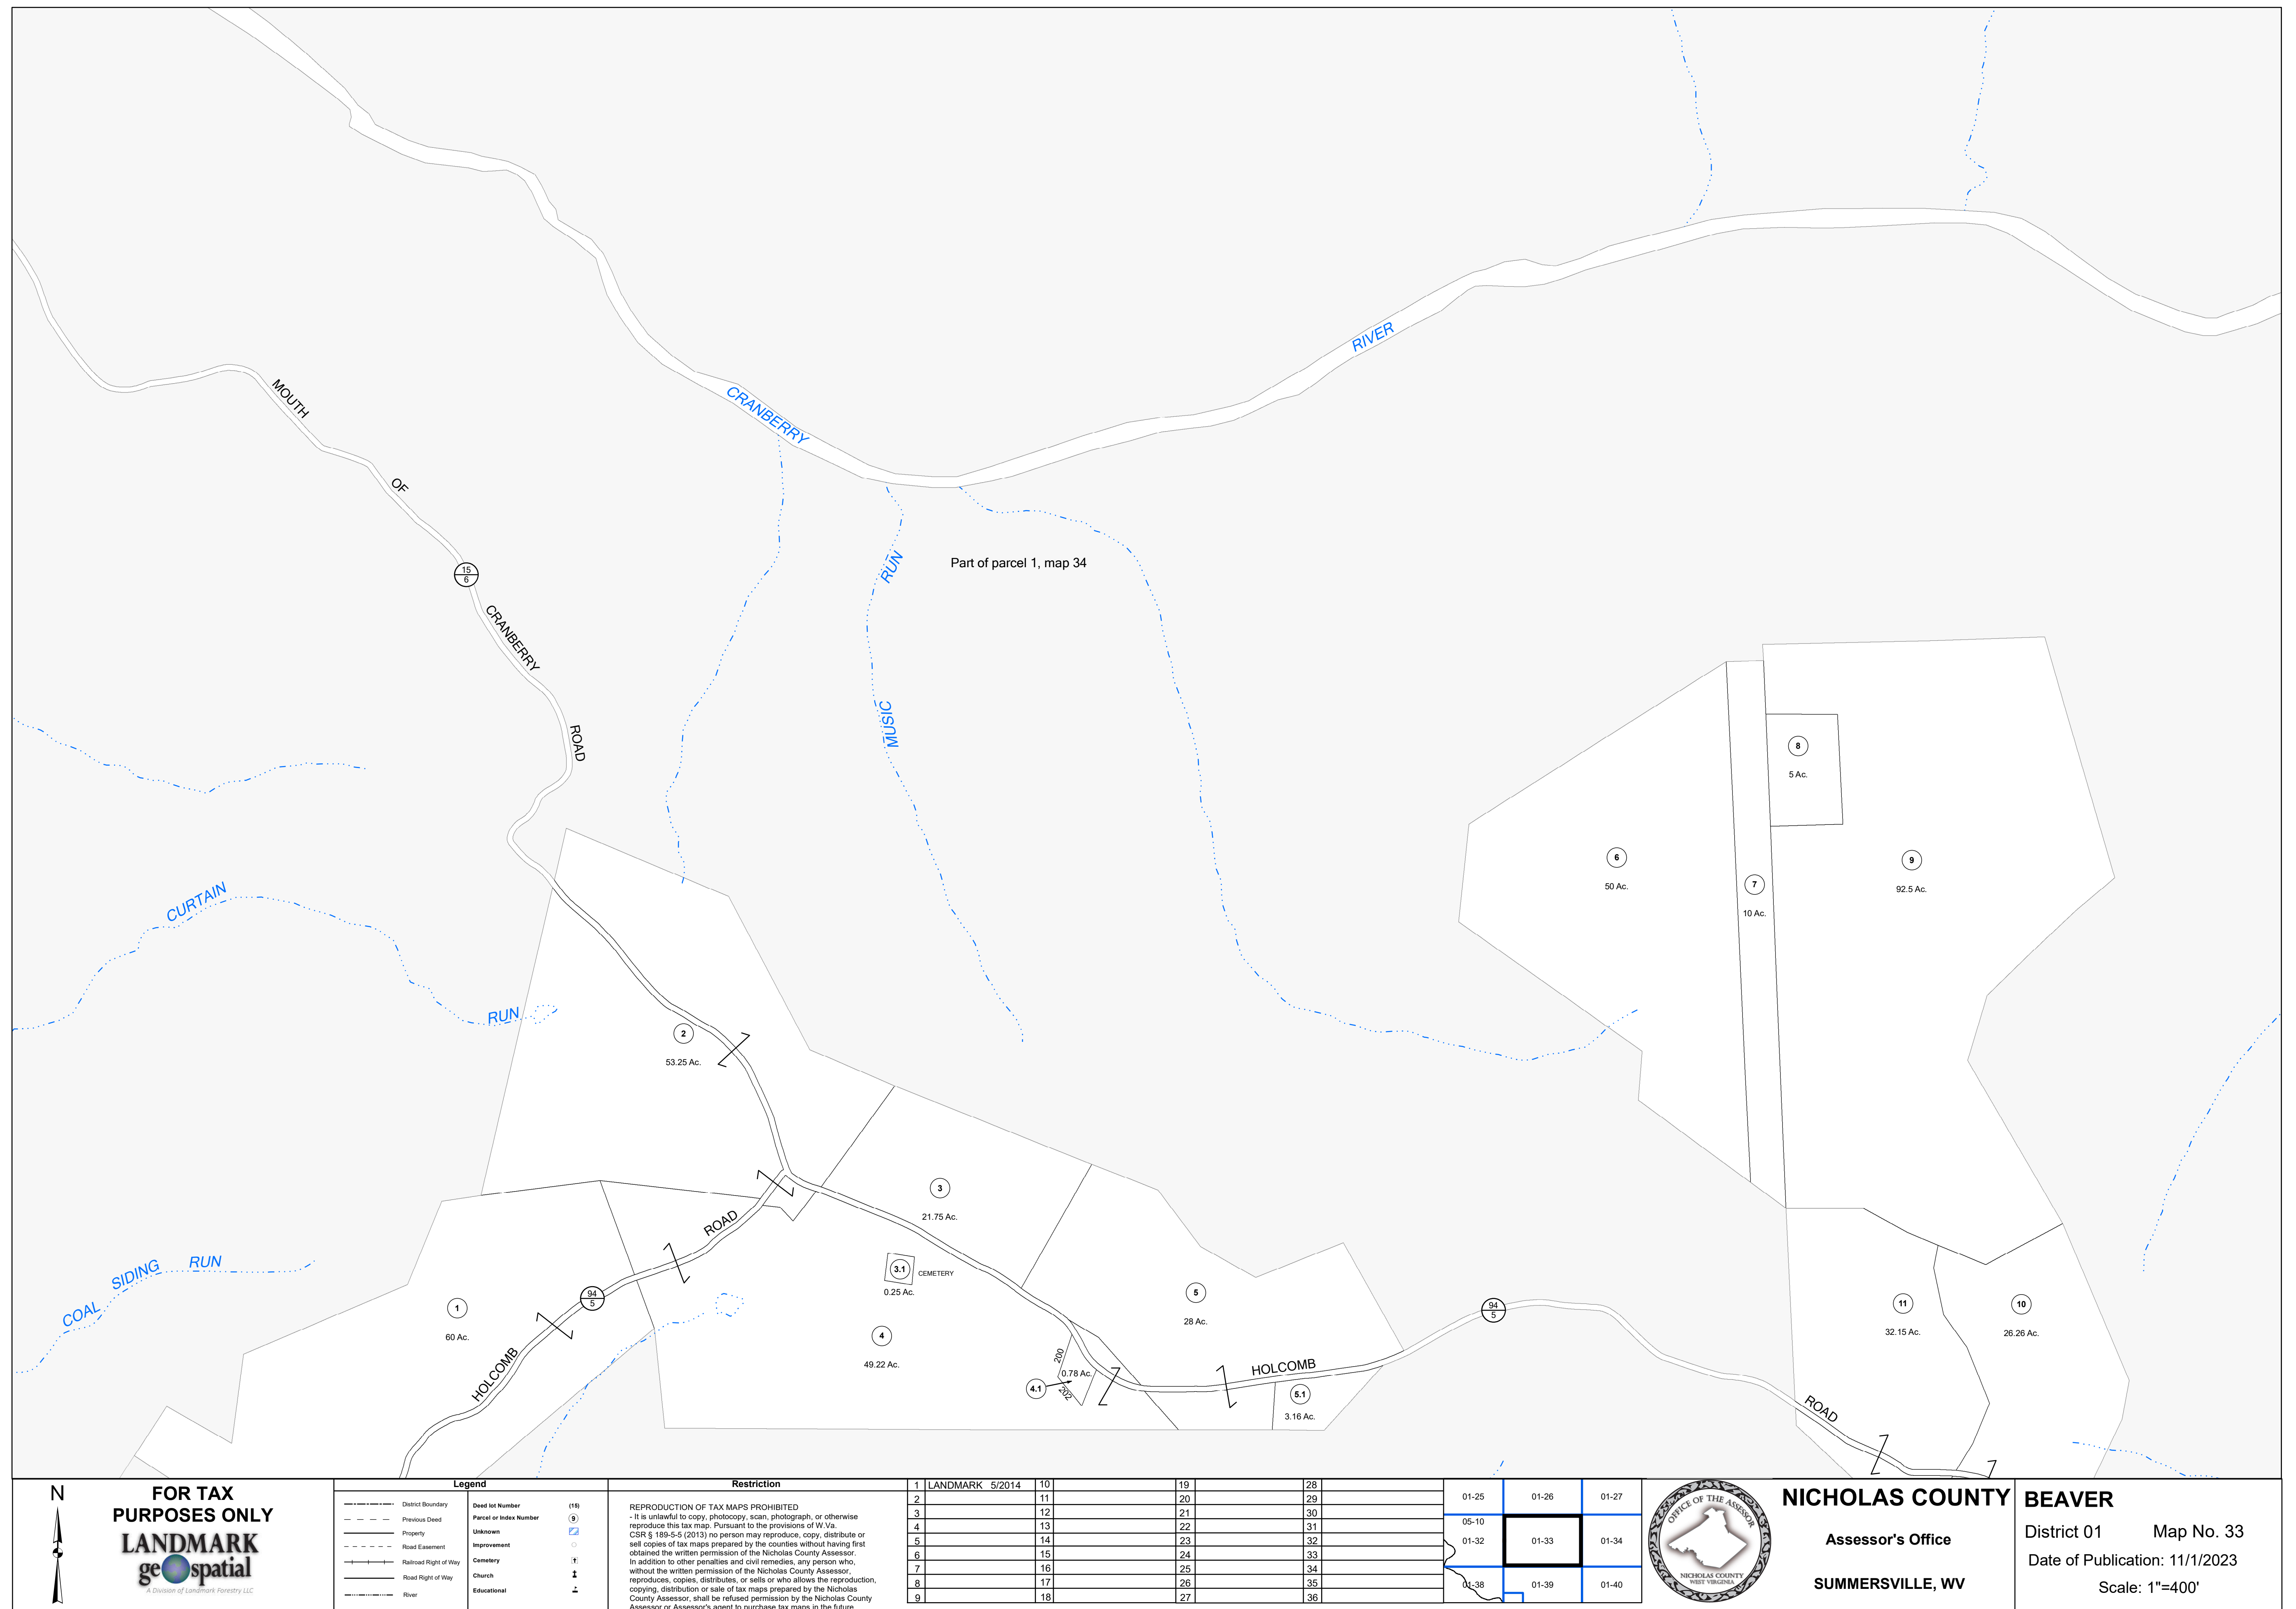 RIVER
CRANBERRY
MOUTH
OF
CRANBERRY
ROAD
15
6
RUN
MUSIC
Part of parcel 1, map 34
8
5 Ac.
6
50 Ac.
7
10 Ac.
9
92.5 Ac.
CURTAIN
RUN
2
53.25 Ac.
3
21.75 Ac.
ROAD
3.1
CEMETERY
0.25 Ac.
COAL SIDING RUN
94
5
1
60 Ac.
HOLCOMB
4
49.22 Ac.
5
28 Ac.
94
5
11
32.15 Ac.
10
26.26 Ac.
200
0.78 Ac.
4.1
202
HOLCOMB
5.1
3.16 Ac.
ROAD
N
FOR TAX
PURPOSES ONLY
LANDMARK
geospatial
A Division of Landmark Forestry LLC
Legend
District Boundary
Previous Deed
Property
Road Easement
Railroad Right of Way
Road Right of Way
River
Deed lot Number (15)
Parcel or Index Number 9
Unknown
Improvement
Cemetery
Church
Educational
Restriction
REPRODUCTION OF TAX MAPS PROHIBITED
- It is unlawful to copy, photocopy, scan, photograph, or otherwise
reproduce this tax map. Pursuant to the provisions of W.Va.
CSR § 189-5-5 (2013) no person may reproduce, copy, distribute or
sell copies of tax maps prepared by the counties without having first
obtained the written permission of the Nicholas County Assessor.
In addition to other penalties and civil remedies, any person who,
without the written permission of the Nicholas County Assessor,
reproduces, copies, distributes, or sells or who allows the reproduction,
copying, distribution or sale of tax maps prepared by the Nicholas
County Assessor, shall be refused permission by the Nicholas County
Assessor or Assessor's agent to purchase tax maps in the future.
1 LANDMARK 5/2014 10 19 28
2 11 20 29
3 12 21 30
4 13 22 31
5 14 23 32
6 15 24 33
7 16 25 34
8 17 26 35
9 18 27 36
01-25 01-26 01-27
05-10
01-32 01-33 01-34
01-38 01-39 01-40
OFFICE OF THE ASSESSOR
NICHOLAS COUNTY
WEST VIRGINIA
NICHOLAS COUNTY
Assessor's Office
SUMMERSVILLE, WV
BEAVER
District 01 Map No. 33
Date of Publication: 11/1/2023
Scale: 1"=400'